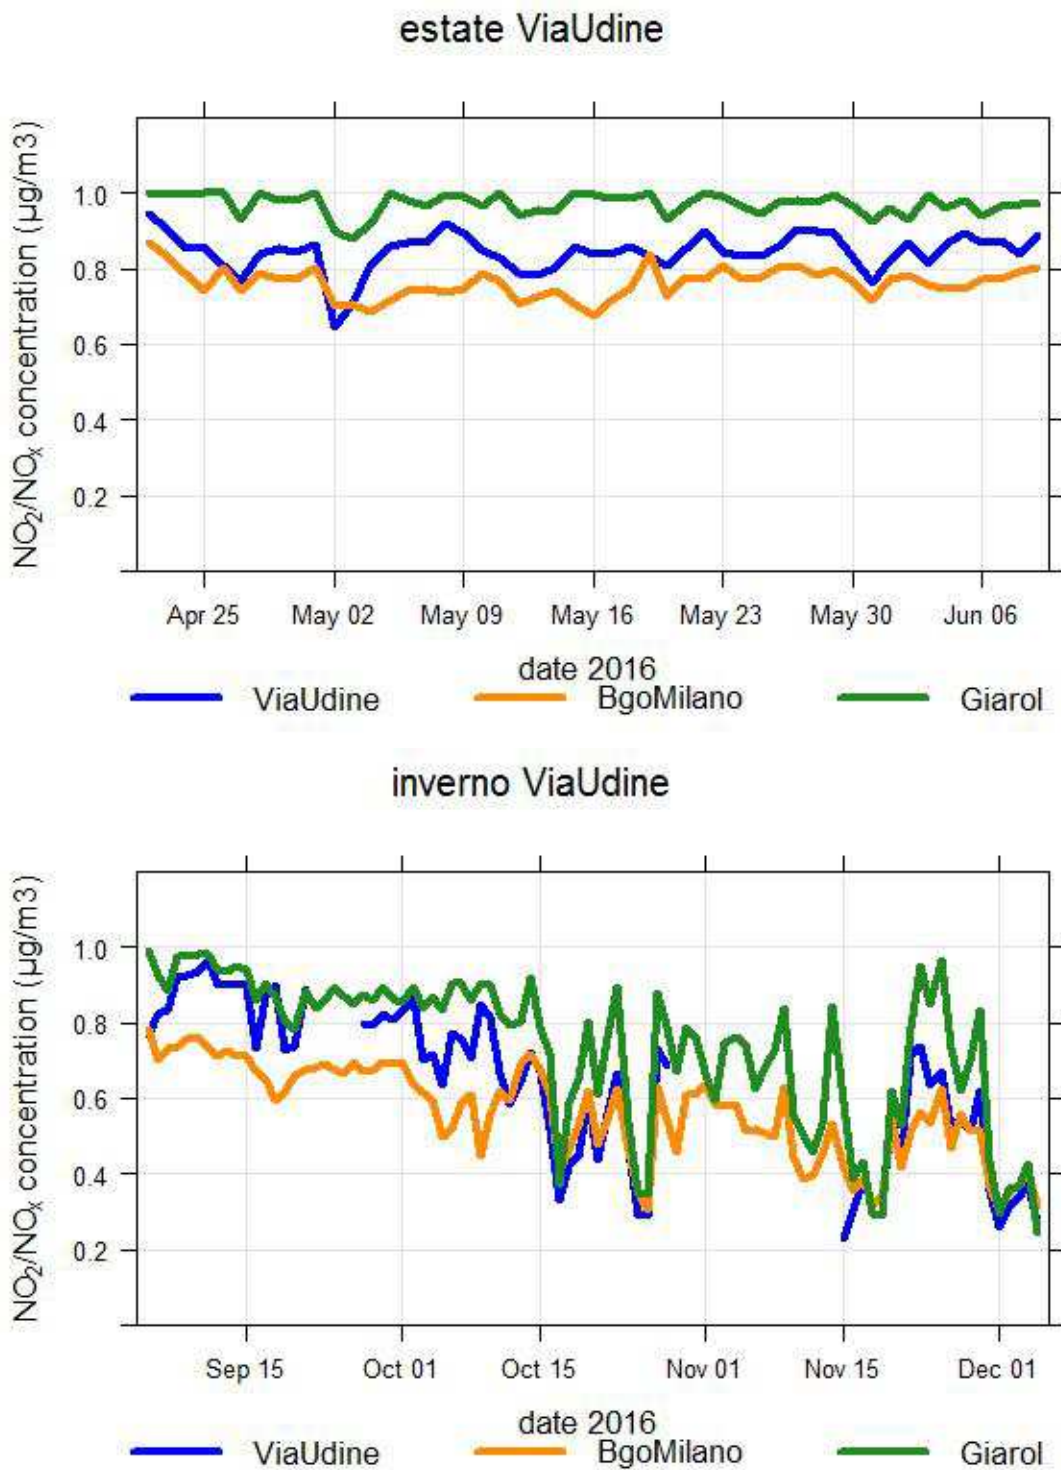 estate ViaUdine
NO₂/NOₓ concentration (µg/m3)
1.0
0.8
0.6
0.4
0.2
Apr 25 May 02 May 09 May 16 May 23 May 30 Jun 06
date 2016
ViaUdine BgoMilano Giarol
inverno ViaUdine
NO₂/NOₓ concentration (µg/m3)
1.0
0.8
0.6
0.4
0.2
Sep 15 Oct 01 Oct 15 Nov 01 Nov 15 Dec 01
date 2016
ViaUdine BgoMilano Giarol